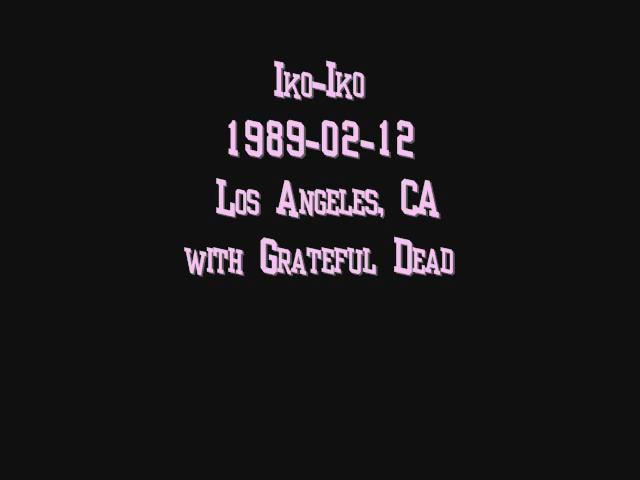 Iko-Iko
1989-02-12
Los Angeles, CA
with Grateful Dead